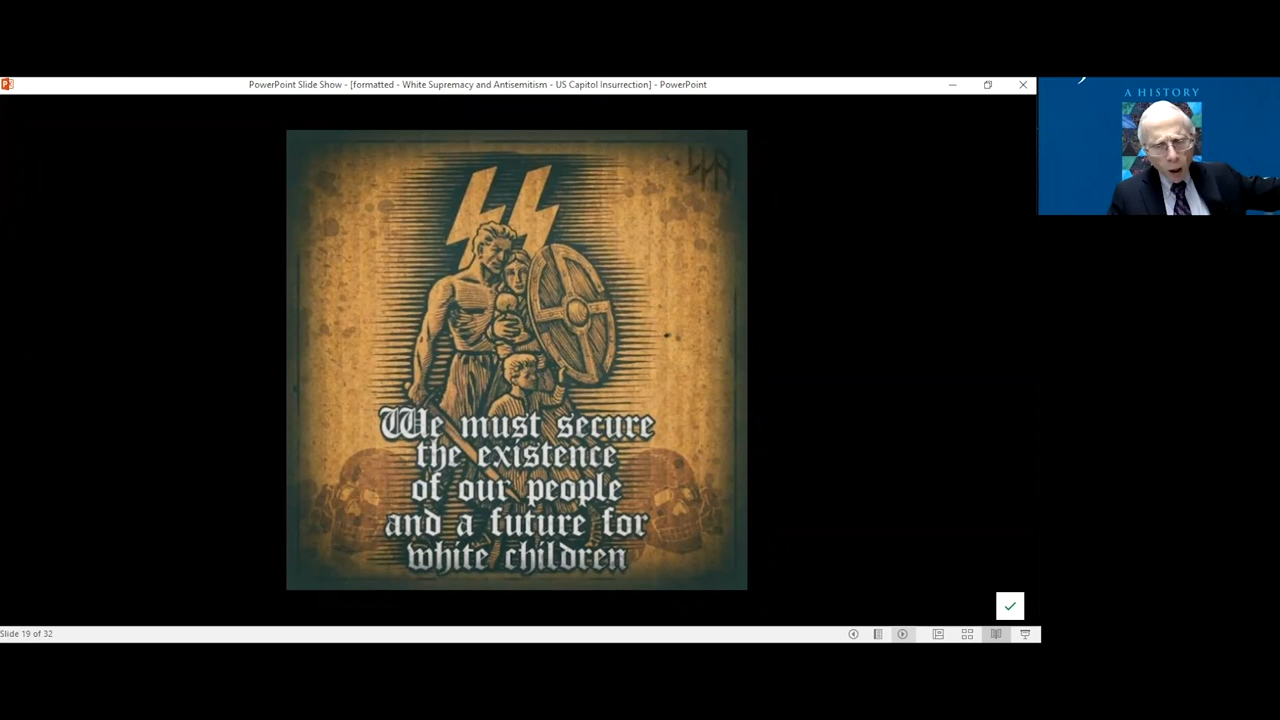 PowerPoint Slide Show - [formatted - White Supremacy and Antisemitism - US Capitol Insurrection] - PowerPoint
A HISTORY
We must secure
the existence
of our people
and a future for
white children
Slide 19 of 32